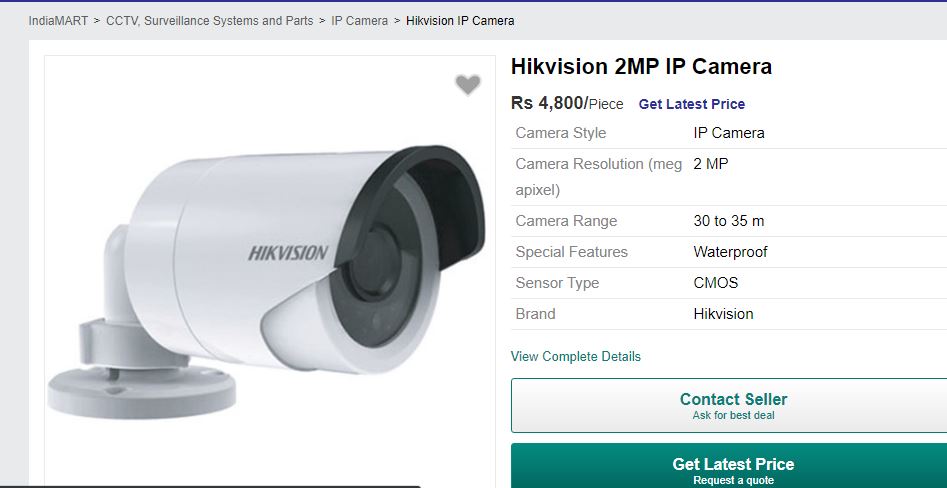 IndiaMART > CCTV, Surveillance Systems and Parts > IP Camera > Hikvision IP Camera
HIKVISION
Hikvision 2MP IP Camera
Rs 4,800/Piece Get Latest Price
Camera Style IP Camera
Camera Resolution (meg 2 MP
apixel)
Camera Range 30 to 35 m
Special Features Waterproof
Sensor Type CMOS
Brand Hikvision
View Complete Details
Contact Seller
Ask for best deal
Get Latest Price
Request a quote